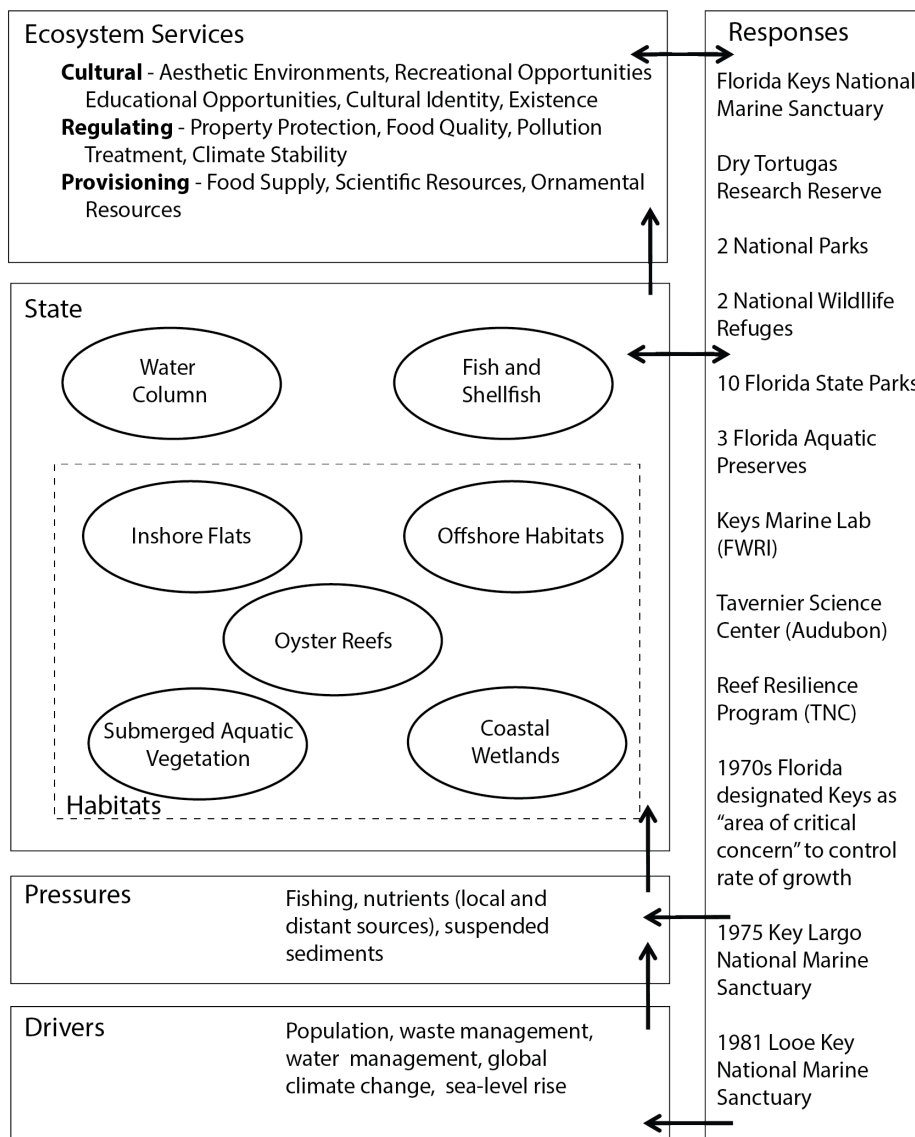 Ecosystem Services
Cultural - Aesthetic Environments, Recreational Opportunities
Educational Opportunities, Cultural Identity, Existence
Regulating - Property Protection, Food Quality, Pollution
Treatment, Climate Stability
Provisioning - Food Supply, Scientific Resources, Ornamental
Resources
State
Water
Column
Fish and
Shellfish
Inshore Flats
Offshore Habitats
Oyster Reefs
Submerged Aquatic
Vegetation
Coastal
Wetlands
Habitats
Pressures
Fishing, nutrients (local and
distant sources), suspended
sediments
Drivers
Population, waste management,
water  management, global
climate change,  sea-level rise
Responses
Florida Keys National
Marine Sanctuary
Dry Tortugas
Research Reserve
2 National Parks
2 National Wildllife
Refuges
10 Florida State Parks
3 Florida Aquatic
Preserves
Keys Marine Lab
(FWRI)
Tavernier Science
Center (Audubon)
Reef Resilience
Program (TNC)
1970s Florida
designated Keys as
“area of critical
concern” to control
rate of growth
1975 Key Largo
National Marine
Sanctuary
1981 Looe Key
National Marine
Sanctuary